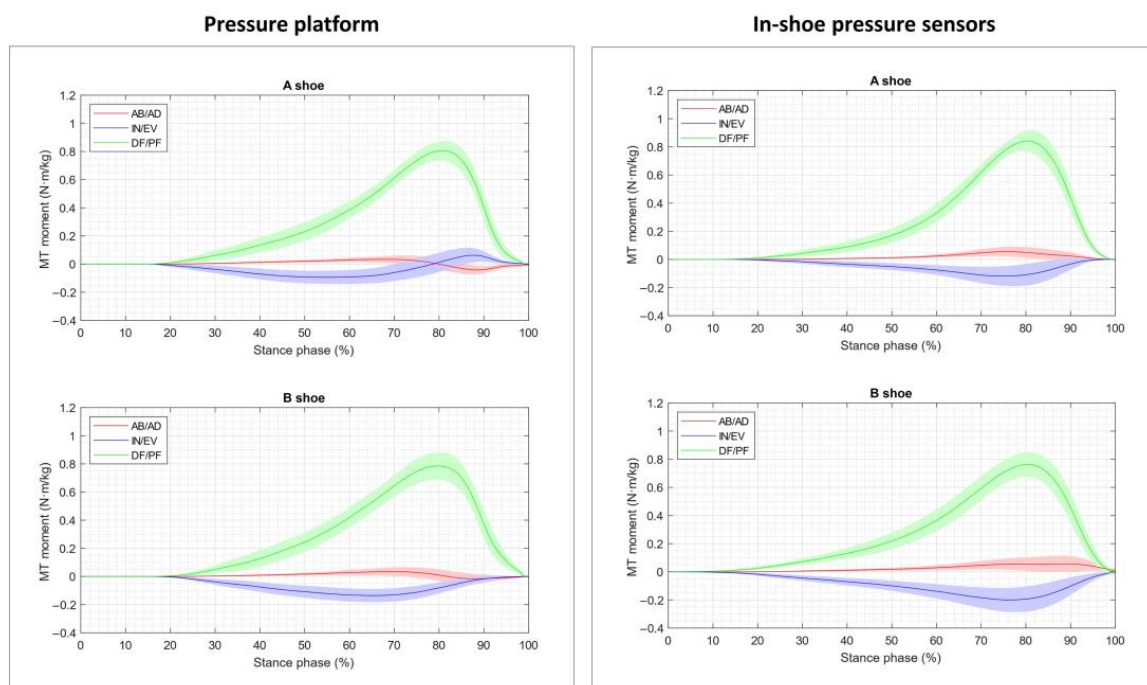 Pressure platform
In-shoe pressure sensors
A shoe
AB/AD
IN/EV
DF/PF
MT moment (N·m/kg)
1.2
1
0.8
0.6
0.4
0.2
0
−0.2
−0.4
0 10 20 30 40 50 60 70 80 90 100
Stance phase (%)
B shoe
AB/AD
IN/EV
DF/PF
MT moment (N·m/kg)
1.2
1
0.8
0.6
0.4
0.2
0
−0.2
−0.4
0 10 20 30 40 50 60 70 80 90 100
Stance phase (%)
A shoe
AB/AD
IN/EV
DF/PF
MT moment (N·m/kg)
1.2
1
0.8
0.6
0.4
0.2
0
−0.2
−0.4
0 10 20 30 40 50 60 70 80 90 100
Stance phase (%)
B shoe
AB/AD
IN/EV
DF/PF
MT moment (N·m/kg)
1.2
1
0.8
0.6
0.4
0.2
0
−0.2
−0.4
0 10 20 30 40 50 60 70 80 90 100
Stance phase (%)